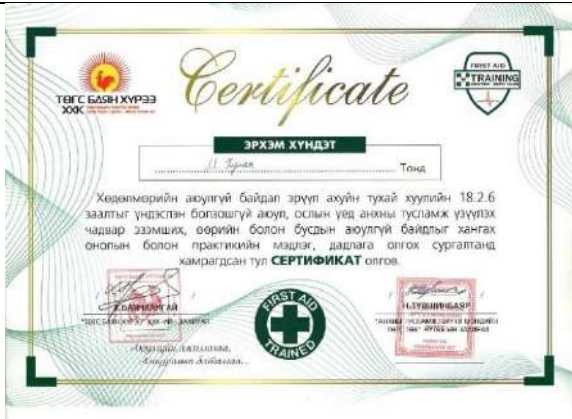 Certificate
ТӨГС БАЯН ХҮРЭЭ
ХХК
FIRST AID
TRAINING
ЭРХЭМ ХҮНДЭТ
Танд
Хөдөлмөрийн аюулгүй байдал эрүүл ахуйн тухай хуулийн 18.2.6
заалтыг үндэслэн болзошгүй аюул, ослын үед анхны тусламж үзүүлэх
чадвар эзэмших, өөрийн болон бусдын аюулгүй байдлыг хангах
онолын болон практикийн мэдлэг, дадлага олгох сургалтанд
хамрагдсан тул СЕРТИФИКАТ олгов.
FIRST AID
TRAINED
Н.ТҮВШИНБАЯР